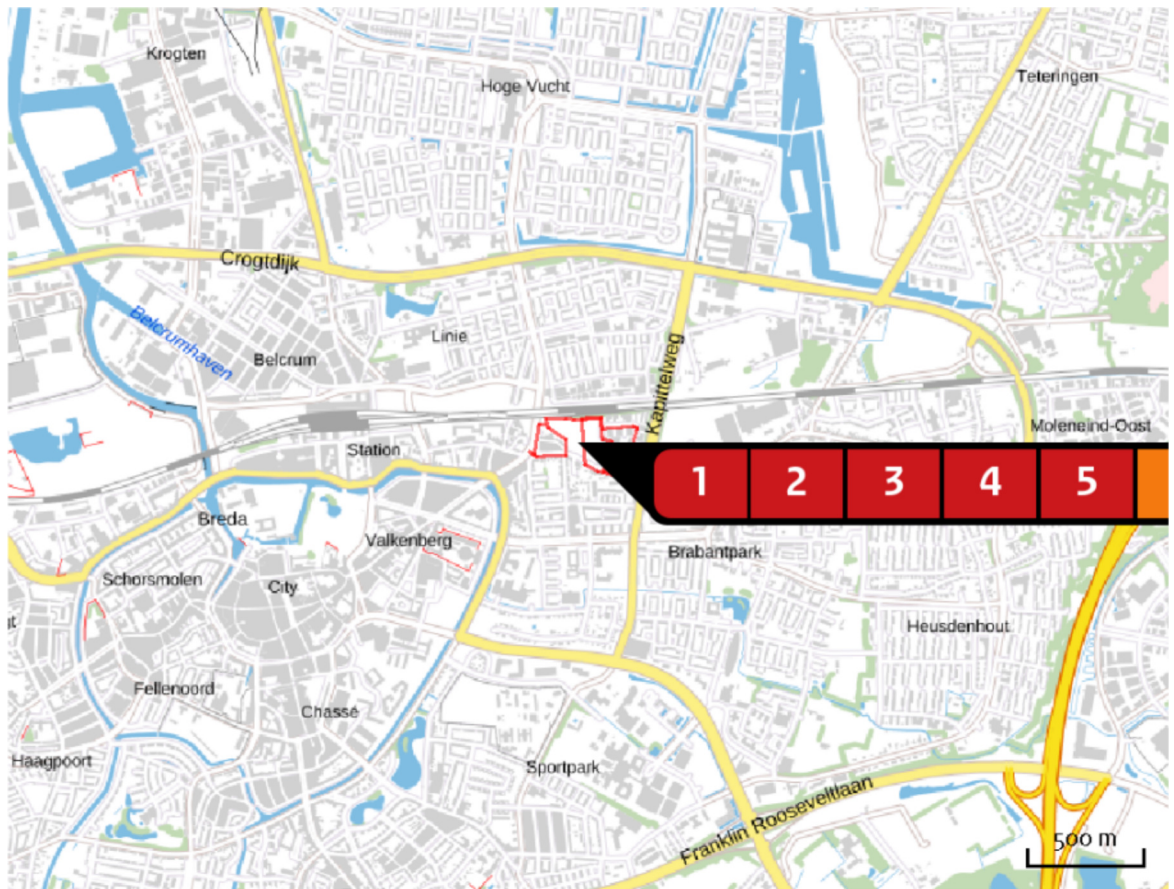 Krogten
Hoge Vucht
Teteringen
Crogtdijk
Belcrumhaven
Linie
Belcrum
Kapittelweg
Moleneind-Oost
Station
1 2 3 4 5
Breda
Valkenberg
Brabantpark
Schorsmolen
City
Heusdenhout
Fellenoord
Chassé
Haagpoort
Sportpark
Franklin Rooseveltlaan
500 m